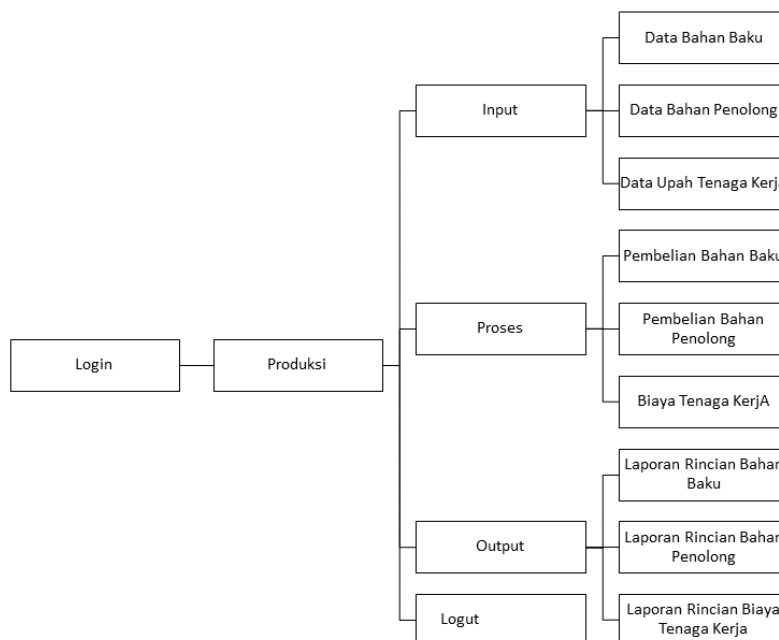 Data Bahan Baku
Input
Data Bahan Penolong
Data Upah Tenaga Kerja
Pembelian Bahan Baku
Proses
Pembelian Bahan
Penolong
Login
Produksi
Biaya Tenaga KerjA
Laporan Rincian Bahan
Baku
Output
Laporan Rincian Bahan
Penolong
Logut
Laporan Rincian Biaya
Tenaga Kerja